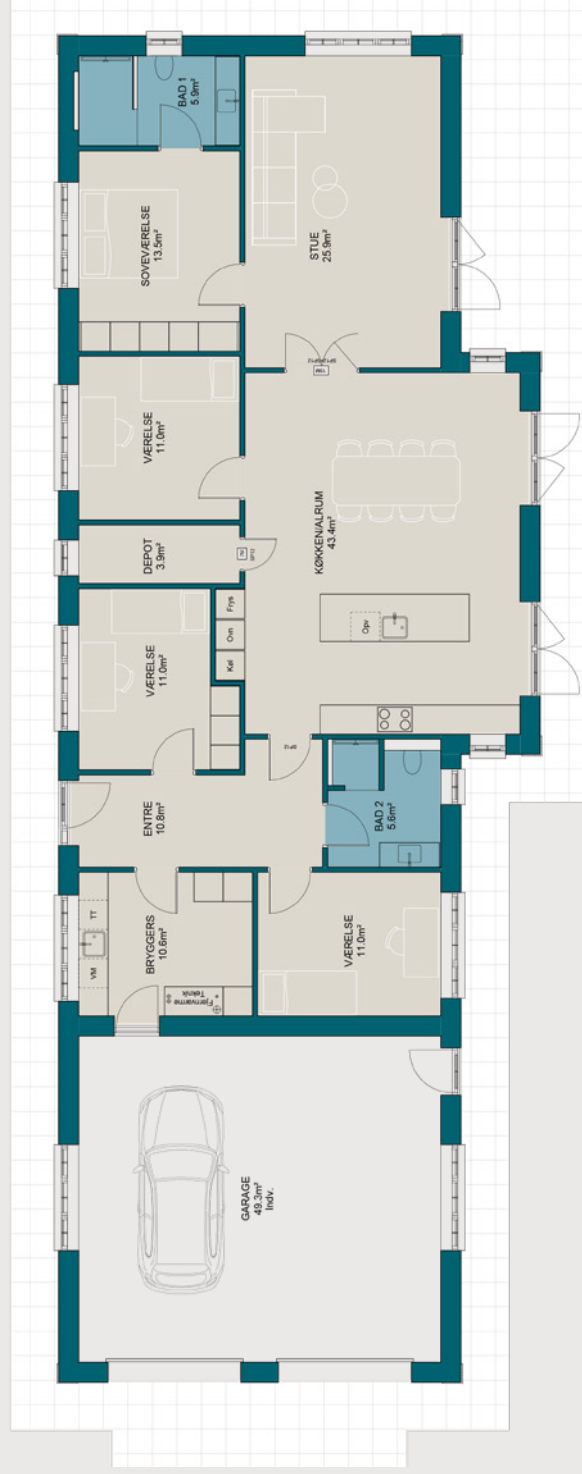 BAD 1
5.9m²
SOVEVÆRELSE
13.5m²
STUE
25.9m²
VÆRELSE
11.0m²
KØKKEN/ALRUM
43.4m²
DEPOT
3.9m²
SP12
Frys
Ovn
Køl
Opv
VÆRELSE
11.0m²
SP12
ENTRE
10.8m²
BAD 2
5.6m²
TT
VM
BRYGGERS
10.6m²
Fjernvarme
Teknik
VÆRELSE
11.0m²
GARAGE
49.3m²
Indv.